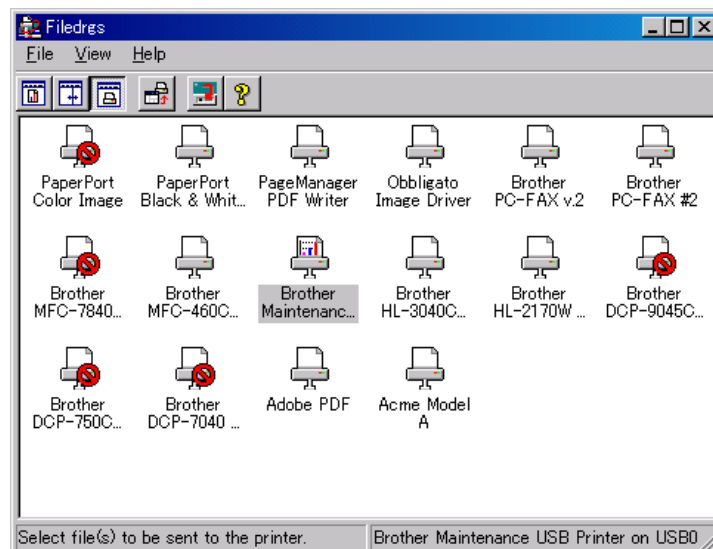 Filedrgs
File View Help
PaperPort PaperPort PageManager Obbligato Brother Brother
Color Image Black & Whit... PDF Writer Image Driver PC-FAX v.2 PC-FAX #2
Brother Brother Brother Brother Brother Brother
MFC-7840... MFC-460C... Maintenanc... HL-3040C... HL-2170W ... DCP-9045C...
Brother Brother Adobe PDF Acme Model
DCP-750C... DCP-7040 ... A
Select file(s) to be sent to the printer. Brother Maintenance USB Printer on USB0